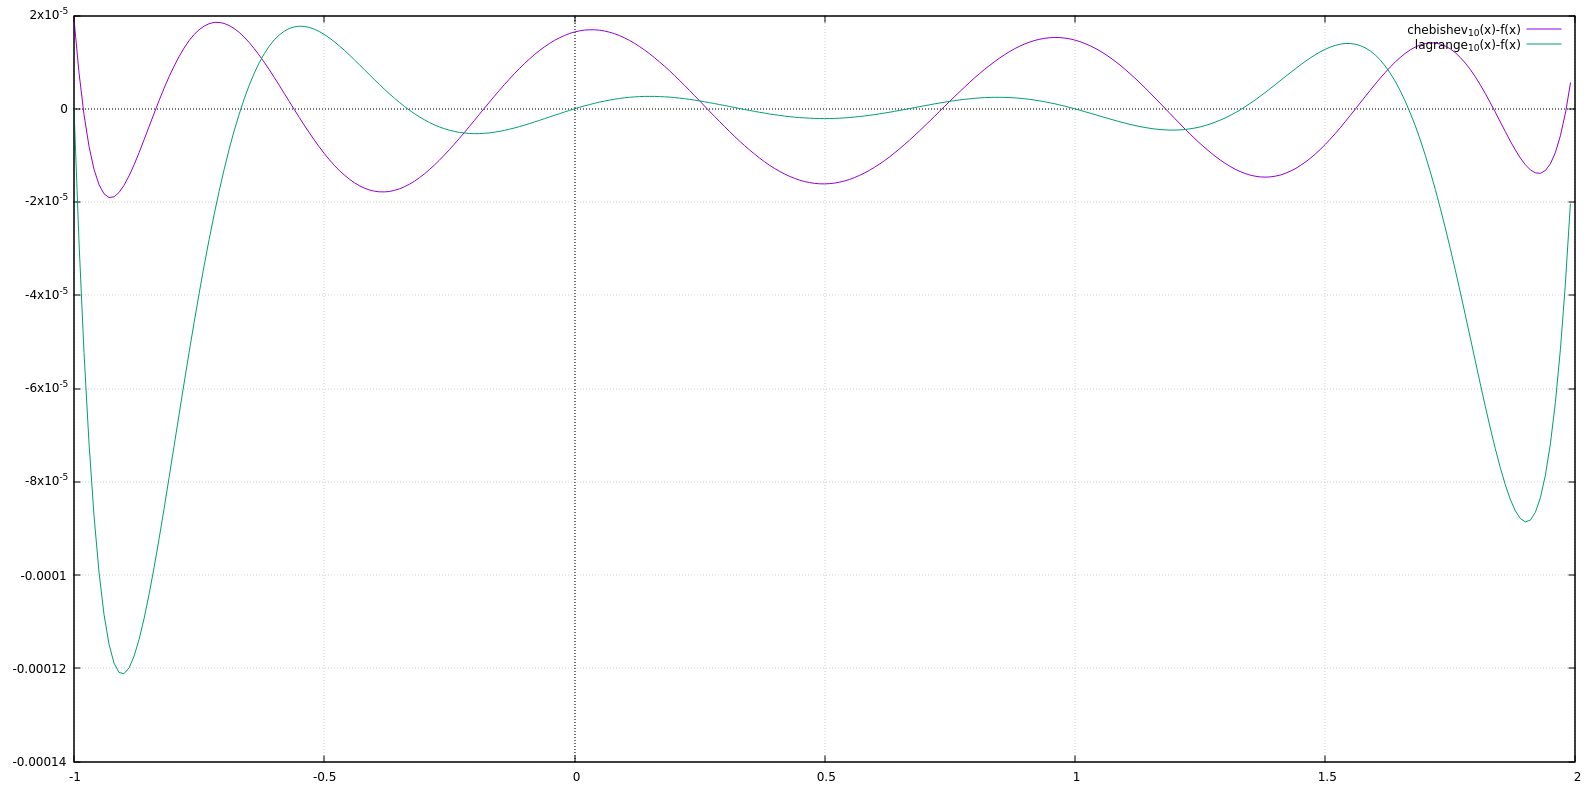 2x10⁻⁵
0
-2x10⁻⁵
-4x10⁻⁵
-6x10⁻⁵
-8x10⁻⁵
-0.0001
-0.00012
-0.00014
-1 -0.5 0 0.5 1 1.5 2
chebishev₁₀(x)-f(x)
lagrange₁₀(x)-f(x)